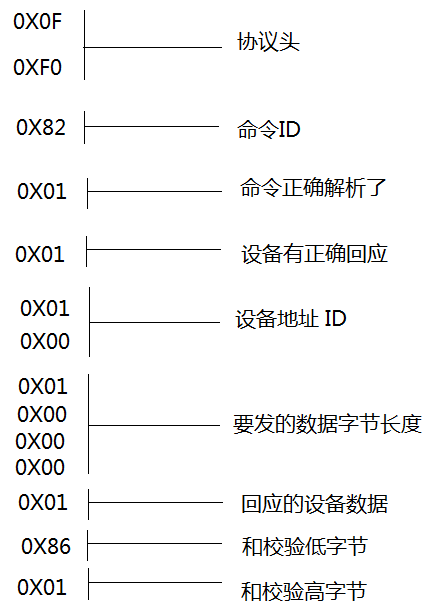 0X0F
协议头
0XF0
0X82 命令ID
0X01 命令正确解析了
0X01 设备有正确回应
0X01
设备地址 ID
0X00
0X01
0X00
要发的数据字节长度
0X00
0X00
0X01 回应的设备数据
0X86 和校验低字节
0X01 和校验高字节